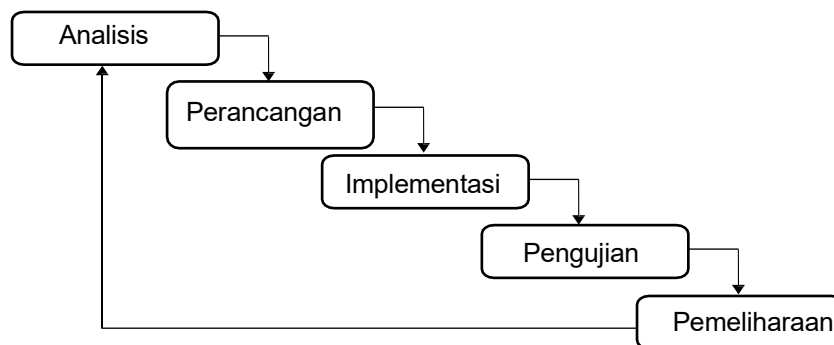 Analisis
Perancangan
Implementasi
Pengujian
Pemeliharaan